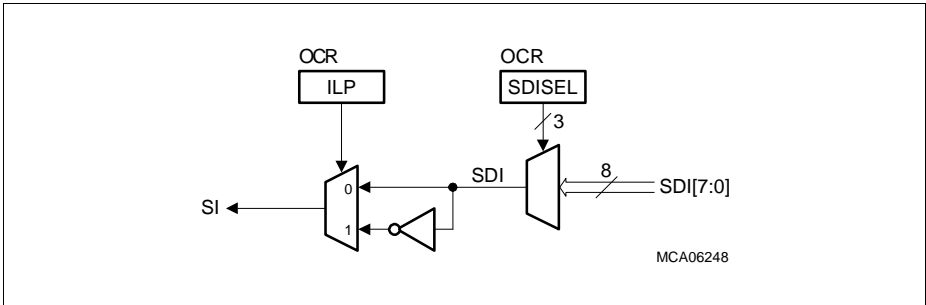 OCR
OCR
ILP
SDISEL
3
SDI
8
SDI[7:0]
0
SI
1
MCA06248